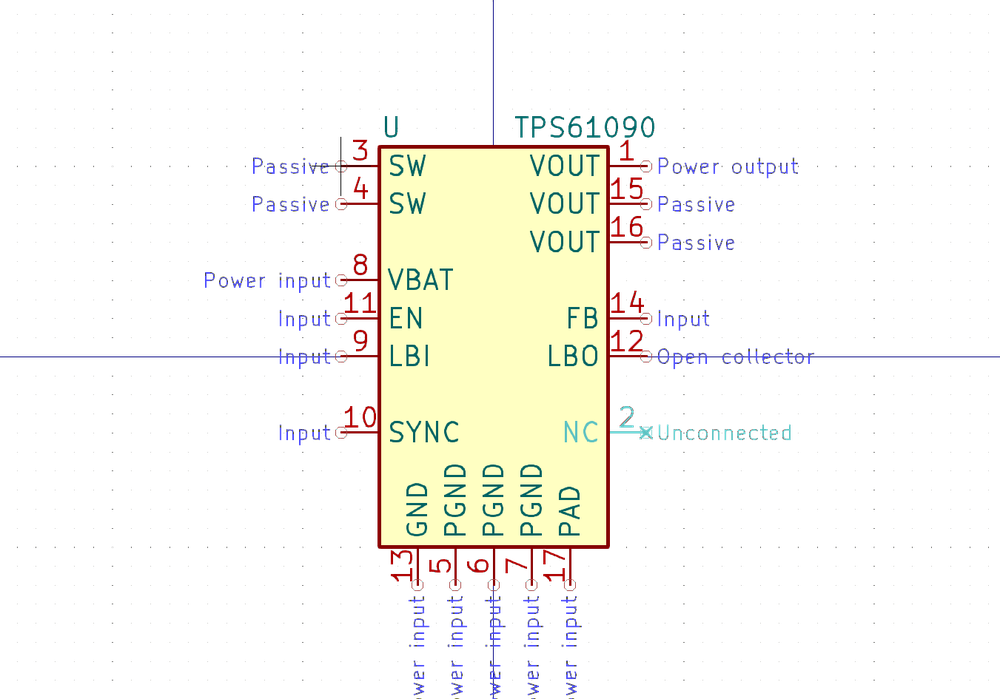 U TPS61090
Passive 3 SW VOUT 1 Power output
Passive 4 SW VOUT 15 Passive
VOUT 16 Passive
Power input 8 VBAT
Input 11 EN FB 14 Input
Input 9 LBI LBO 12 Open collector
Input 10 SYNC NC 2 Unconnected
GND PGND PGND PGND PAD
13 5 6 7 17
wer input wer input wer input wer input wer input